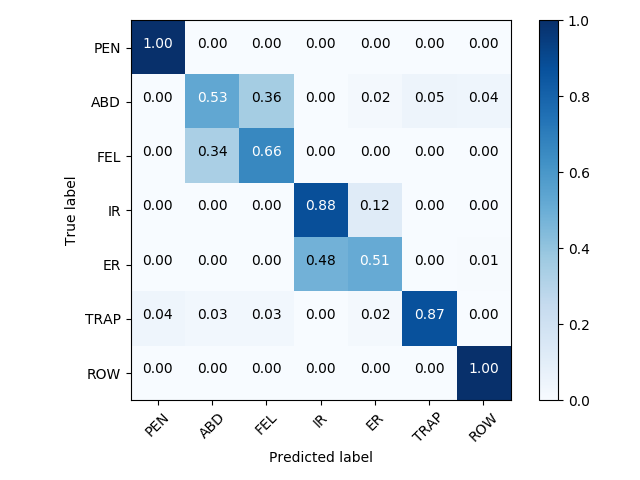 PEN 1.00 0.00 0.00 0.00 0.00 0.00 0.00
ABD 0.00 0.53 0.36 0.00 0.02 0.05 0.04
FEL 0.00 0.34 0.66 0.00 0.00 0.00 0.00
IR 0.00 0.00 0.00 0.88 0.12 0.00 0.00
ER 0.00 0.00 0.00 0.48 0.51 0.00 0.01
TRAP 0.04 0.03 0.03 0.00 0.02 0.87 0.00
ROW 0.00 0.00 0.00 0.00 0.00 0.00 1.00
PEN ABD FEL IR ER TRAP ROW
Predicted label
True label
1.0
0.8
0.6
0.4
0.2
0.0